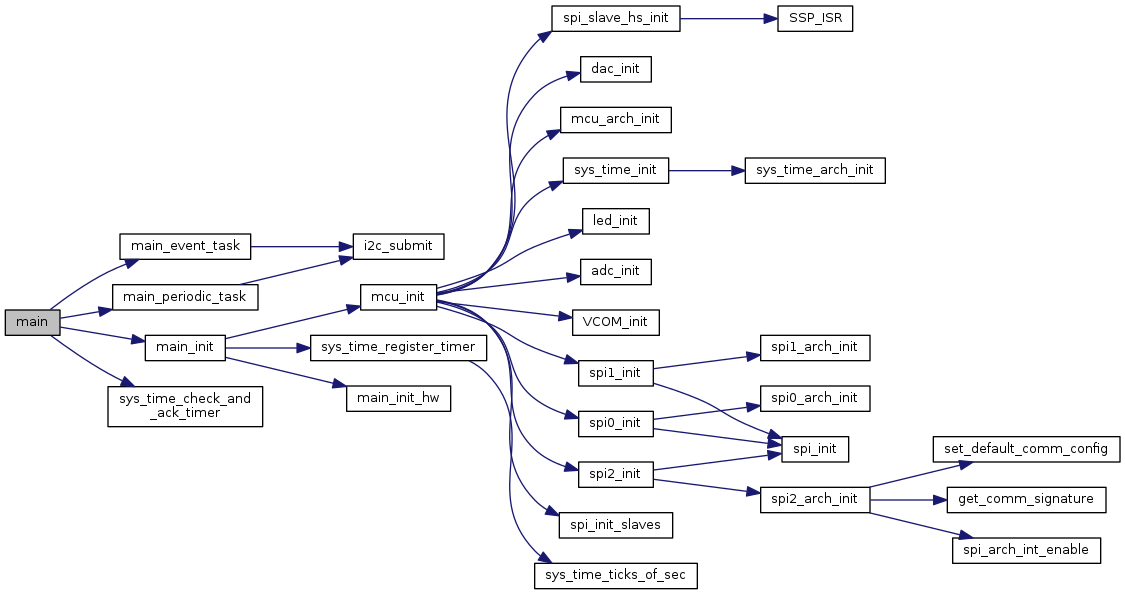 spi_slave_hs_init
SSP_ISR
dac_init
mcu_arch_init
sys_time_init
sys_time_arch_init
led_init
main_event_task
i2c_submit
adc_init
main_periodic_task
mcu_init
main
VCOM_init
main_init
sys_time_register_timer
spi1_arch_init
spi1_init
sys_time_check_and
_ack_timer
main_init_hw
spi0_arch_init
spi0_init
spi_init
set_default_comm_config
spi2_init
spi2_arch_init
get_comm_signature
spi_init_slaves
spi_arch_int_enable
sys_time_ticks_of_sec